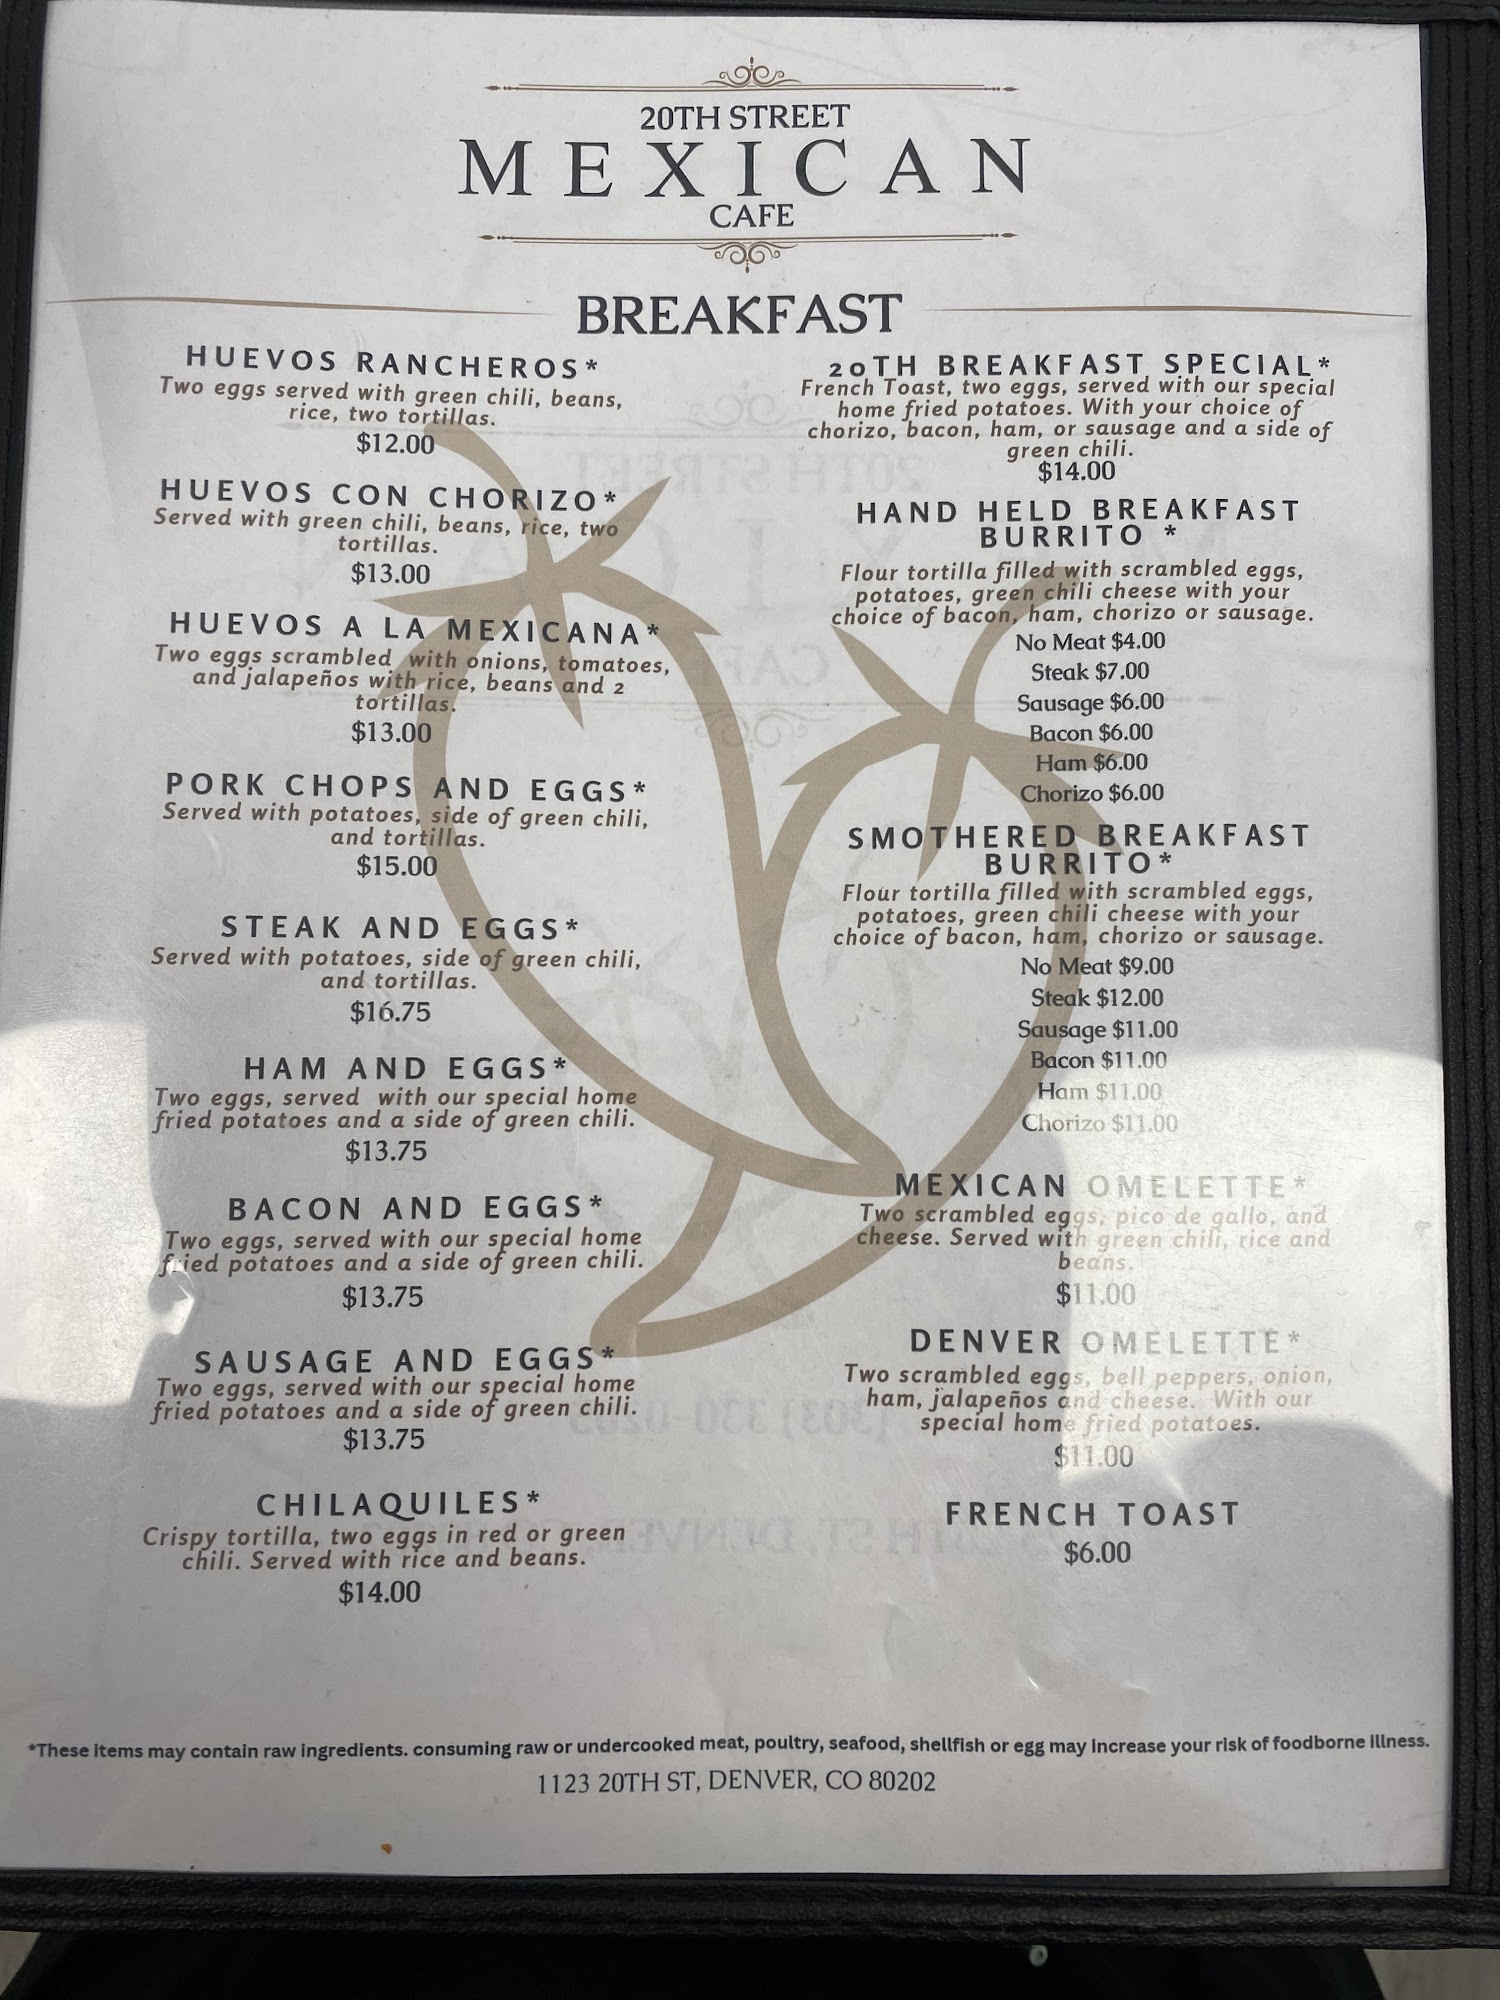 20TH STREET
MEXICAN
CAFE
BREAKFAST
HUEVOS RANCHEROS*
Two eggs served with green chili, beans,
rice, two tortillas.
$12.00
HUEVOS CON CHORIZO*
Served with green chili, beans, rice, two
tortillas.
$13.00
HUEVOS A LA MEXICANA*
Two eggs scrambled with onions, tomatoes,
and jalapeños with rice, beans and 2
tortillas.
$13.00
PORK CHOPS AND EGGS*
Served with potatoes, side of green chili,
and tortillas.
$15.00
STEAK AND EGGS*
Served with potatoes, side of green chili,
and tortillas.
$16.75
HAM AND EGGS*
Two eggs, served with our special home
fried potatoes and a side of green chili.
$13.75
BACON AND EGGS*
Two eggs, served with our special home
fried potatoes and a side of green chili.
$13.75
SAUSAGE AND EGGS*
Two eggs, served with our special home
fried potatoes and a side of green chili.
$13.75
CHILAQUILES*
Crispy tortilla, two eggs in red or green
chili. Served with rice and beans.
$14.00
20TH BREAKFAST SPECIAL*
French Toast, two eggs, served with our special
home fried potatoes. With your choice of
chorizo, bacon, ham, or sausage and a side of
green chili.
$14.00
HAND HELD BREAKFAST
BURRITO *
Flour tortilla filled with scrambled eggs,
potatoes, green chili cheese with your
choice of bacon, ham, chorizo or sausage.
No Meat $4.00
Steak $7.00
Sausage $6.00
Bacon $6.00
Ham $6.00
Chorizo $6.00
SMOTHERED BREAKFAST
BURRITO*
Flour tortilla filled with scrambled eggs,
potatoes, green chili cheese with your
choice of bacon, ham, chorizo or sausage.
No Meat $9.00
Steak $12.00
Sausage $11.00
Bacon $11.00
Ham $11.00
Chorizo $11.00
MEXICAN OMELETTE*
Two scrambled eggs, pico de gallo, and
cheese. Served with green chili, rice and
beans.
$11.00
DENVER OMELETTE*
Two scrambled eggs, bell peppers, onion,
ham, jalapeños and cheese. With our
special home fried potatoes.
$11.00
FRENCH TOAST
$6.00
*These items may contain raw ingredients. consuming raw or undercooked meat, poultry, seafood, shellfish or egg may increase your risk of foodborne illness.
1123 20TH ST, DENVER, CO 80202